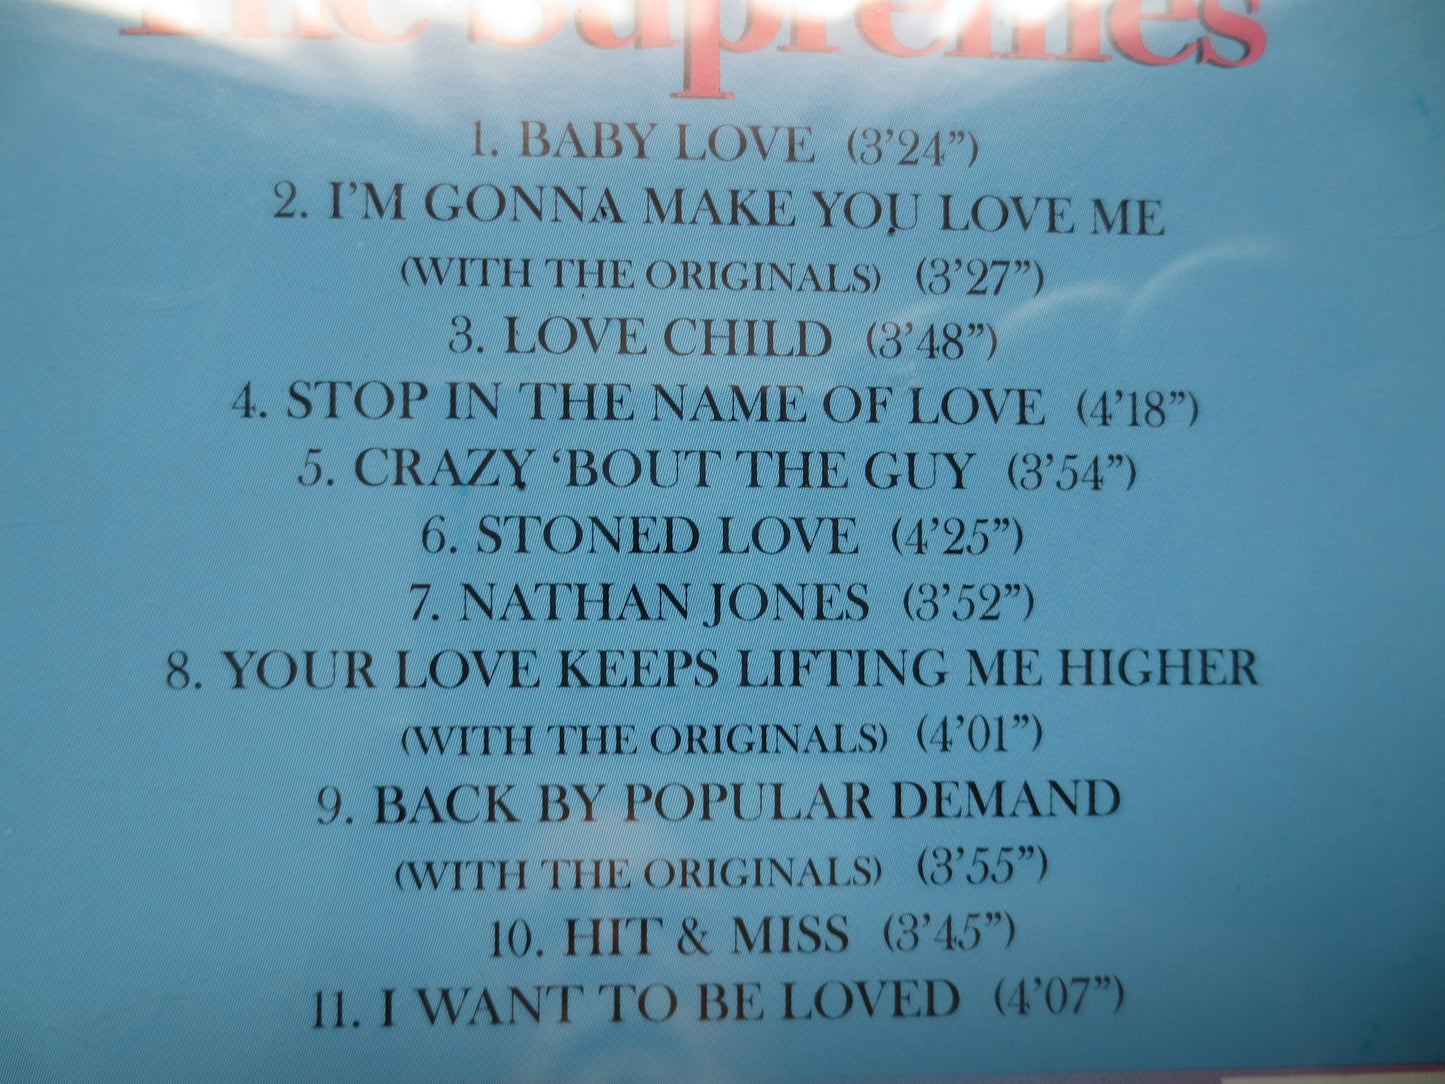 The Supremes
1. BABY LOVE (3'24")
2. I'M GONNA MAKE YOU LOVE ME
(WITH THE ORIGINALS) (3'27")
3. LOVE CHILD (3'48")
4. STOP IN THE NAME OF LOVE (4'18")
5. CRAZY 'BOUT THE GUY (3'54")
6. STONED LOVE (4'25")
7. NATHAN JONES (3'52")
8. YOUR LOVE KEEPS LIFTING ME HIGHER
(WITH THE ORIGINALS) (4'01")
9. BACK BY POPULAR DEMAND
(WITH THE ORIGINALS) (3'55")
10. HIT & MISS (3'45")
11. I WANT TO BE LOVED (4'07")